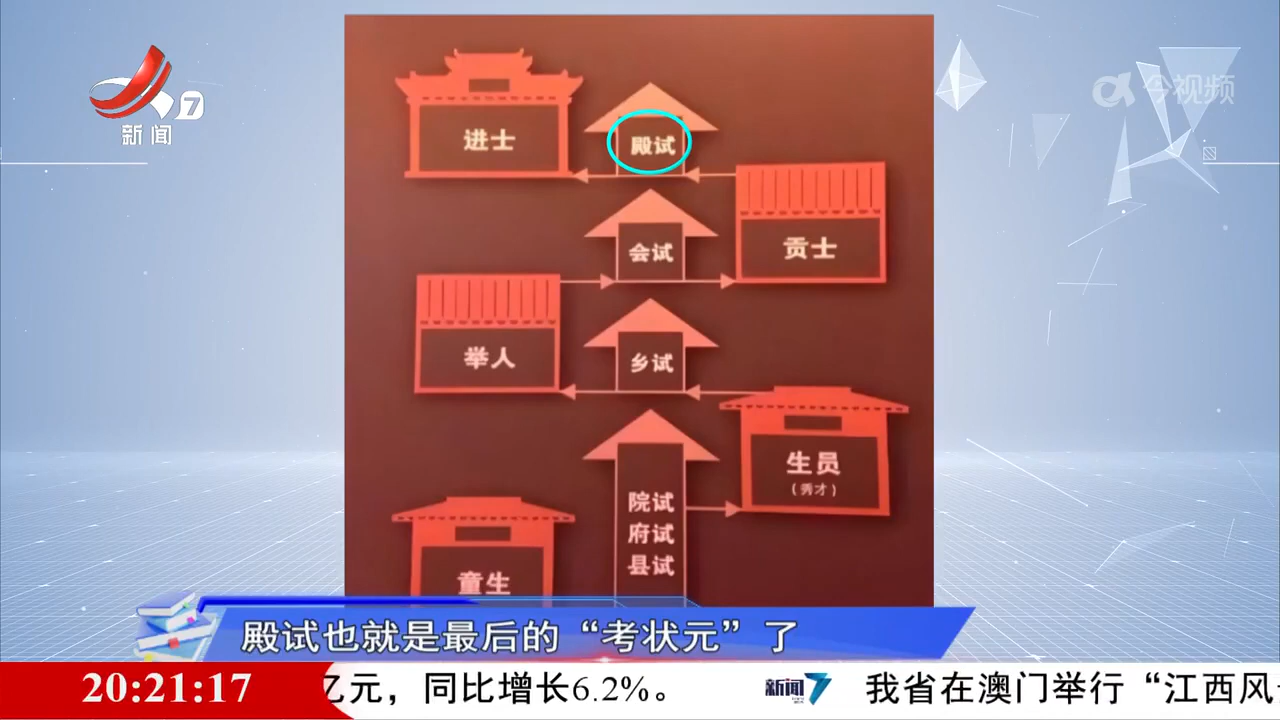 新闻
7
今视频
进士
殿试
会试
贡士
举人
乡试
生员
(秀才)
院试
府试
县试
童生
殿试也就是最后的“考状元”了
20:21:17
亿元，同比增长6.2%。
新闻7
我省在澳门举行“江西风